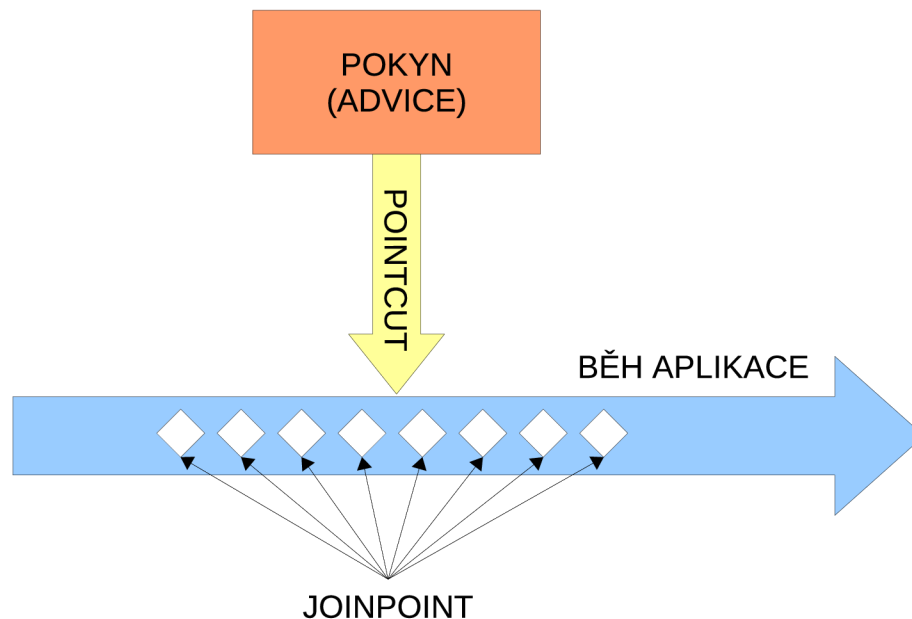 POKYN
(ADVICE)
POINTCUT
BĚH APLIKACE
JOINPOINT